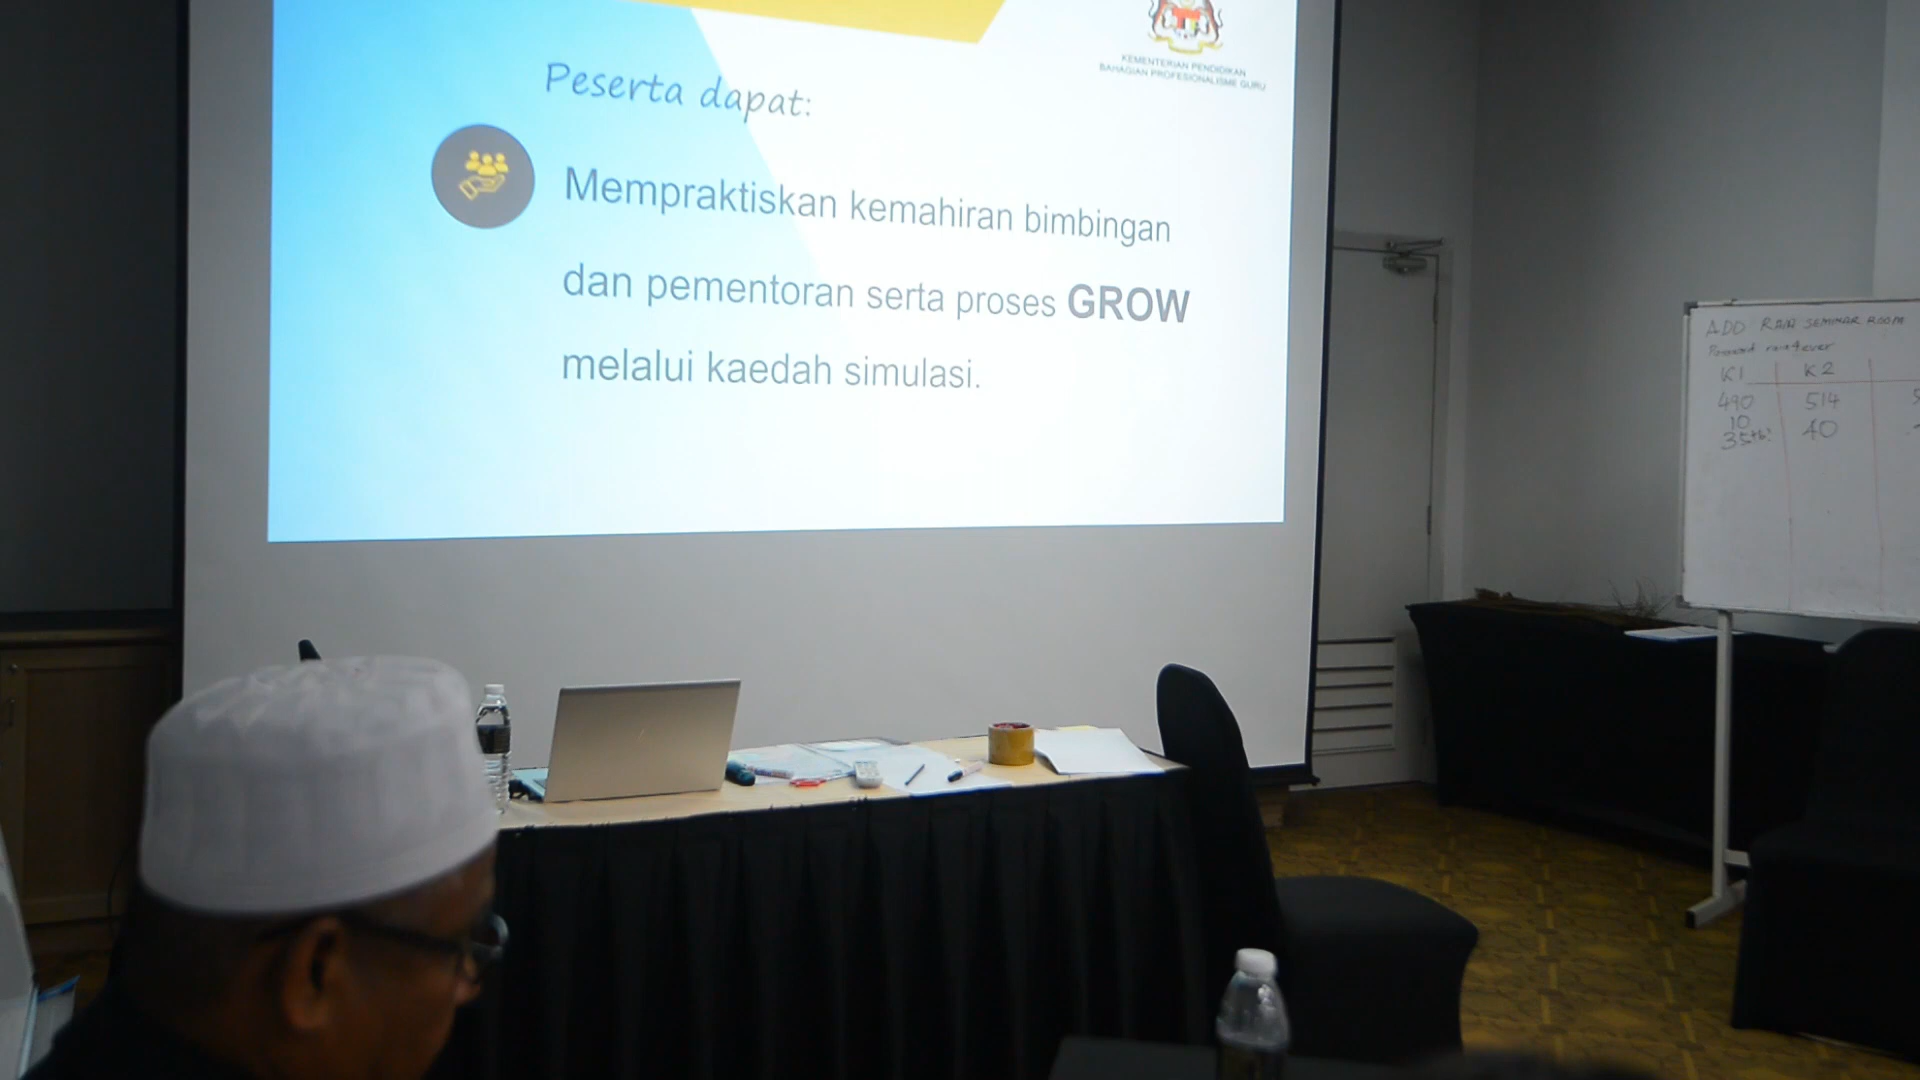 KEMENTERIAN PENDIDIKAN
BAHAGIAN PROFESIONALISME GURU
Peserta dapat:
Mempraktiskan kemahiran bimbingan
dan pementoran serta proses GROW
melalui kaedah simulasi.
ADD RAIN SEMINAR ROOM
K1 K2
490 514
10
40